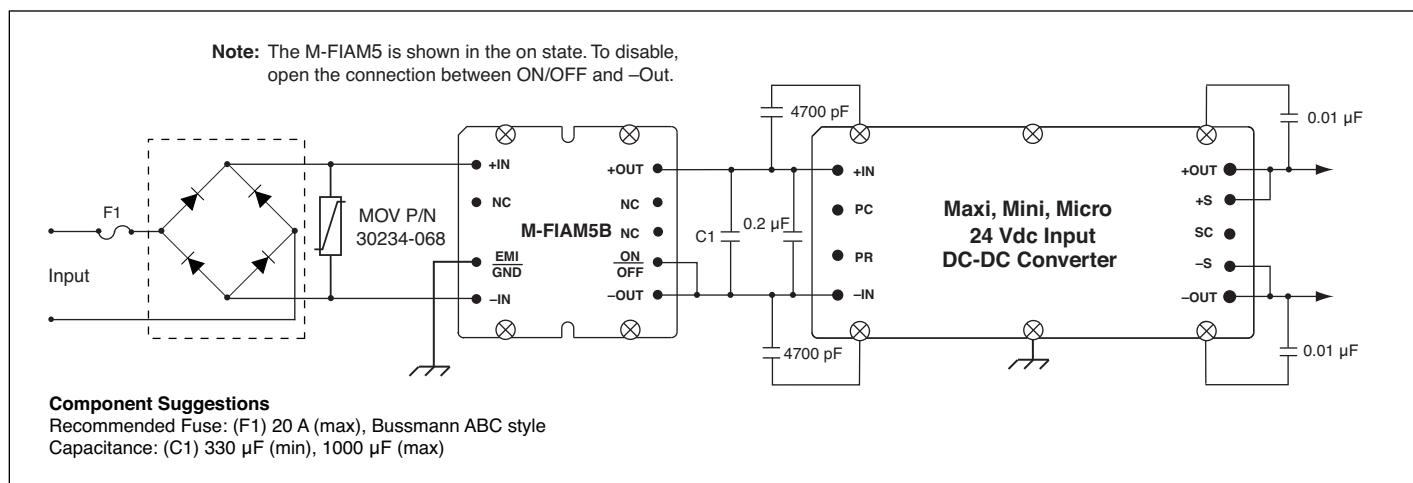 Note: The M-FIAM5 is shown in the on state. To disable,
open the connection between ON/OFF and –Out.
4700 pF
0.01 µF
F1
Input
MOV P/N
30234-068
+IN
NC
EMI
GND
–IN
M-FIAM5B
+OUT
NC
NC
ON
OFF
–OUT
C1
0.2 µF
4700 pF
+IN
PC
PR
–IN
Maxi, Mini, Micro
24 Vdc Input
DC-DC Converter
+OUT
+S
SC
–S
–OUT
0.01 µF
Component Suggestions
Recommended Fuse: (F1) 20 A (max), Bussmann ABC style
Capacitance: (C1) 330 µF (min), 1000 µF (max)